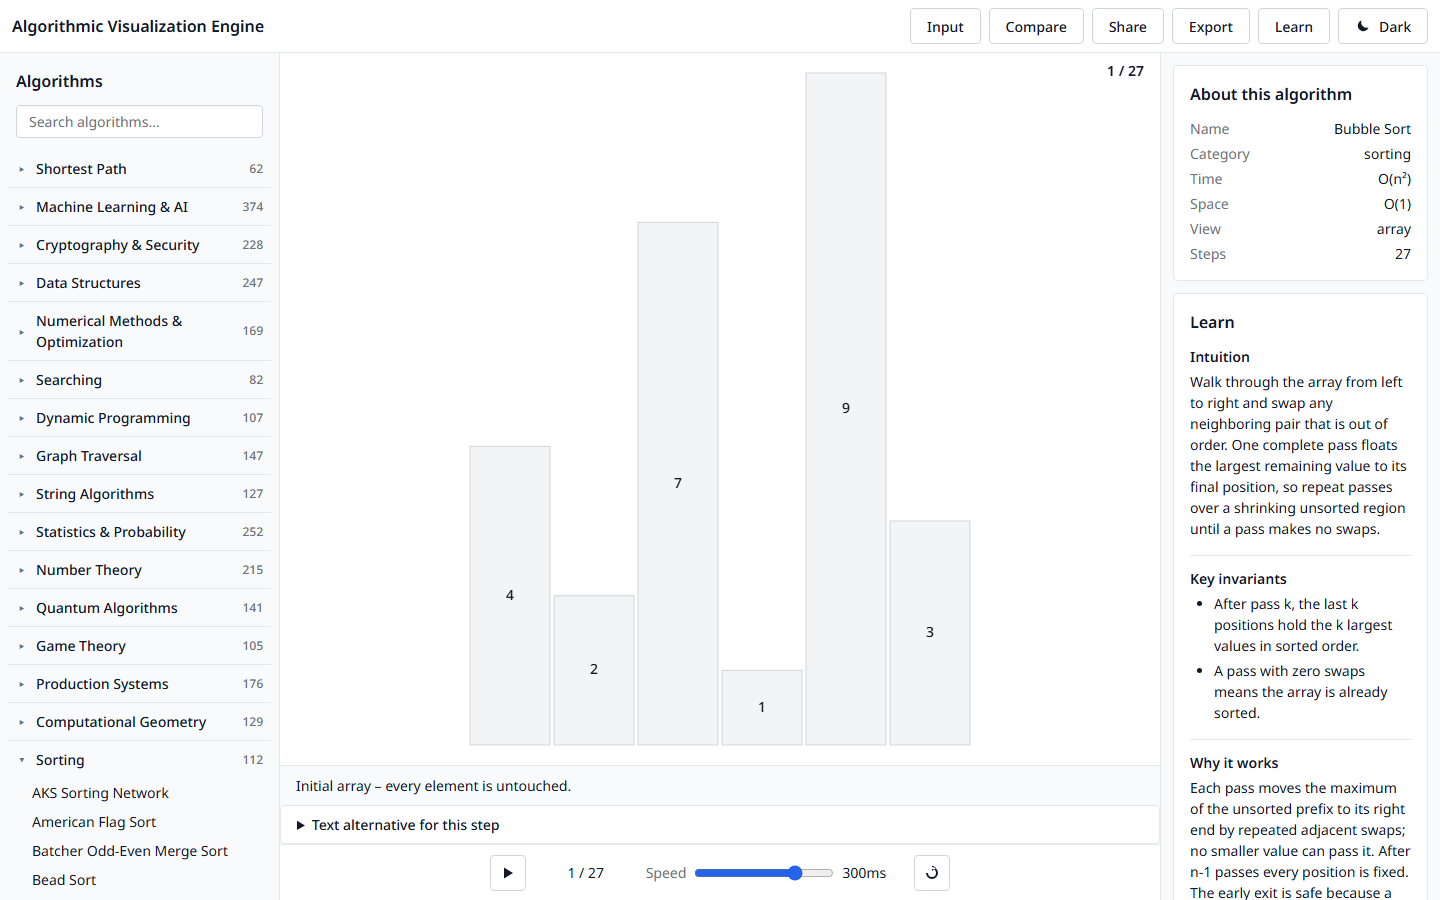 Algorithmic Visualization Engine
Input
Compare
Share
Export
Learn
Dark
Algorithms
Search algorithms...
Shortest Path 62
Machine Learning & AI 374
Cryptography & Security 228
Data Structures 247
Numerical Methods &
Optimization 169
Searching 82
Dynamic Programming 107
Graph Traversal 147
String Algorithms 127
Statistics & Probability 252
Number Theory 215
Quantum Algorithms 141
Game Theory 105
Production Systems 176
Computational Geometry 129
Sorting 112
AKS Sorting Network
American Flag Sort
Batcher Odd-Even Merge Sort
Bead Sort
1 / 27
4
2
7
1
9
3
Initial array – every element is untouched.
Text alternative for this step
1 / 27
Speed
300ms
About this algorithm
Name Bubble Sort
Category sorting
Time O(n²)
Space O(1)
View array
Steps 27
Learn
Intuition
Walk through the array from left
to right and swap any
neighboring pair that is out of
order. One complete pass floats
the largest remaining value to its
final position, so repeat passes
over a shrinking unsorted region
until a pass makes no swaps.
Key invariants
• After pass k, the last k
positions hold the k largest
values in sorted order.
• A pass with zero swaps
means the array is already
sorted.
Why it works
Each pass moves the maximum
of the unsorted prefix to its right
end by repeated adjacent swaps;
no smaller value can pass it. After
n-1 passes every position is fixed.
The early exit is safe because a